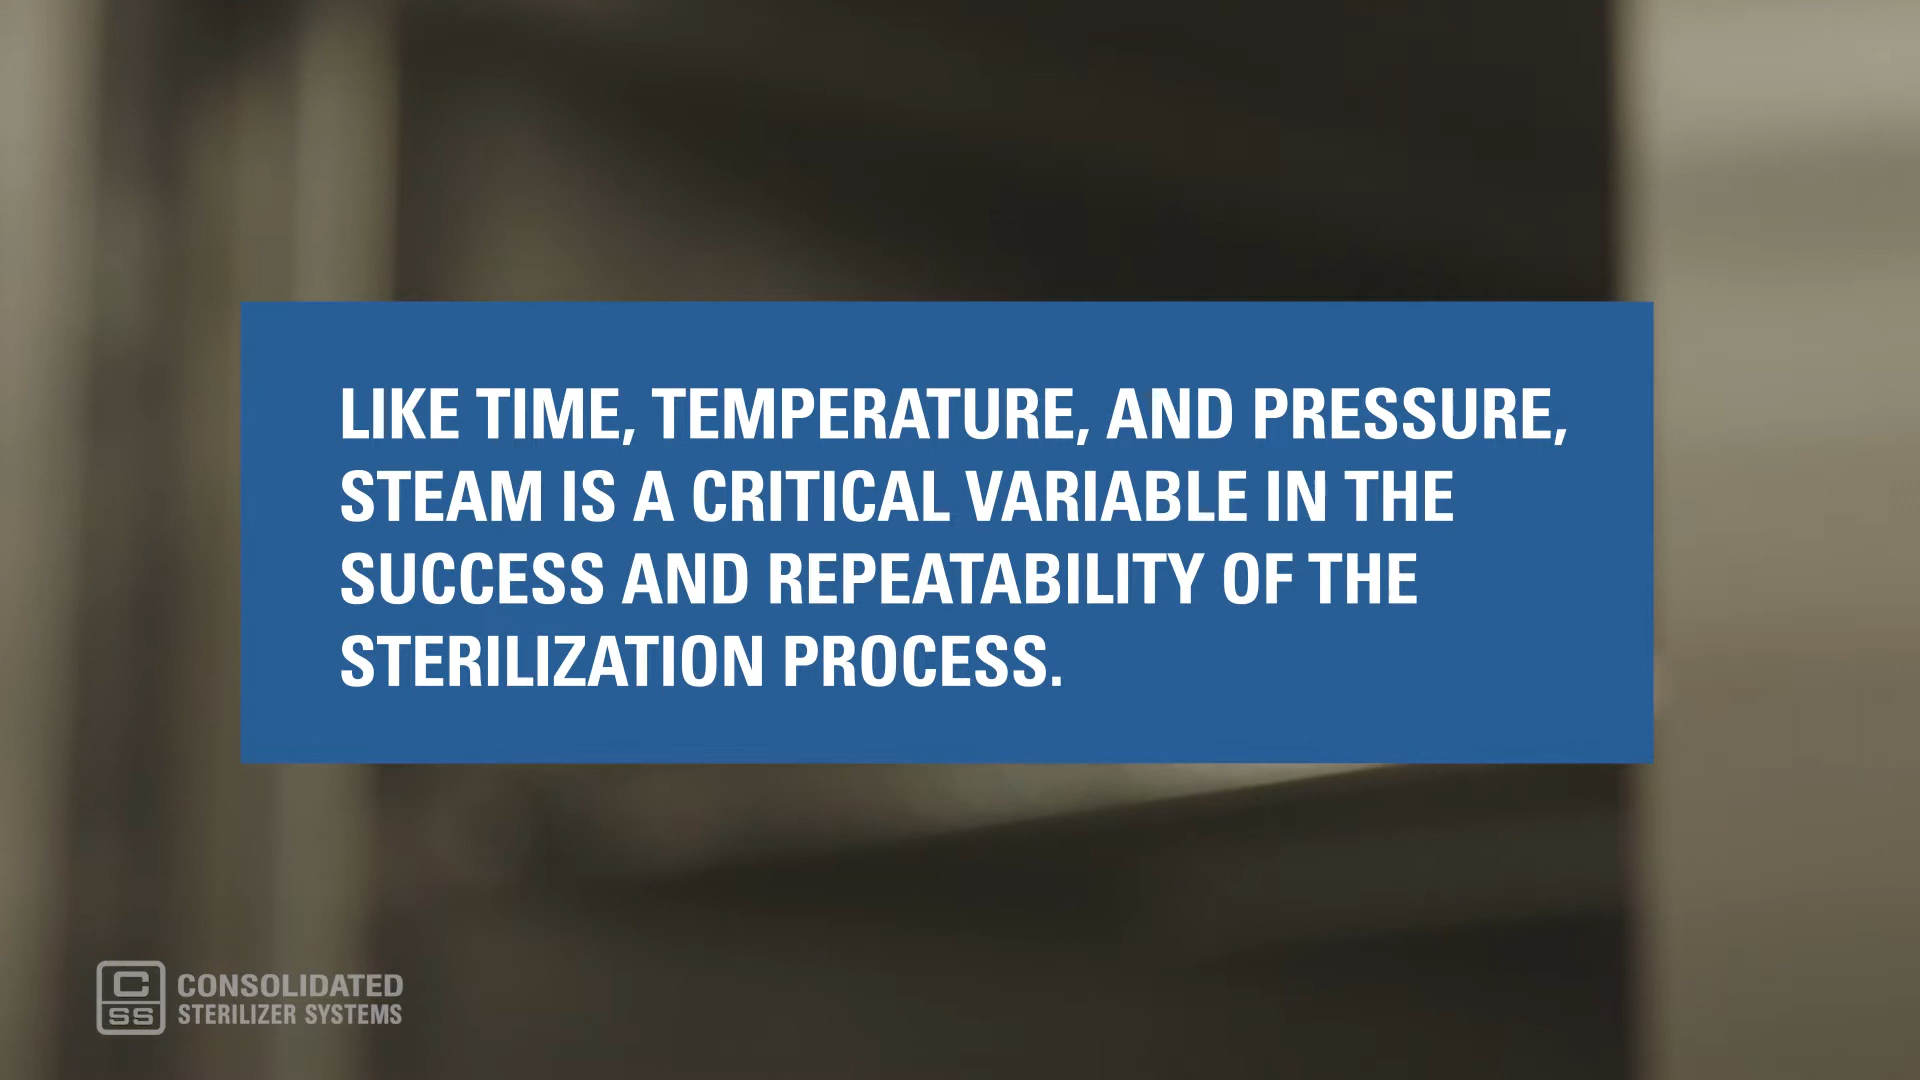 LIKE TIME, TEMPERATURE, AND PRESSURE,
STEAM IS A CRITICAL VARIABLE IN THE
SUCCESS AND REPEATABILITY OF THE
STERILIZATION PROCESS.
C
SS
CONSOLIDATED
STERILIZER SYSTEMS